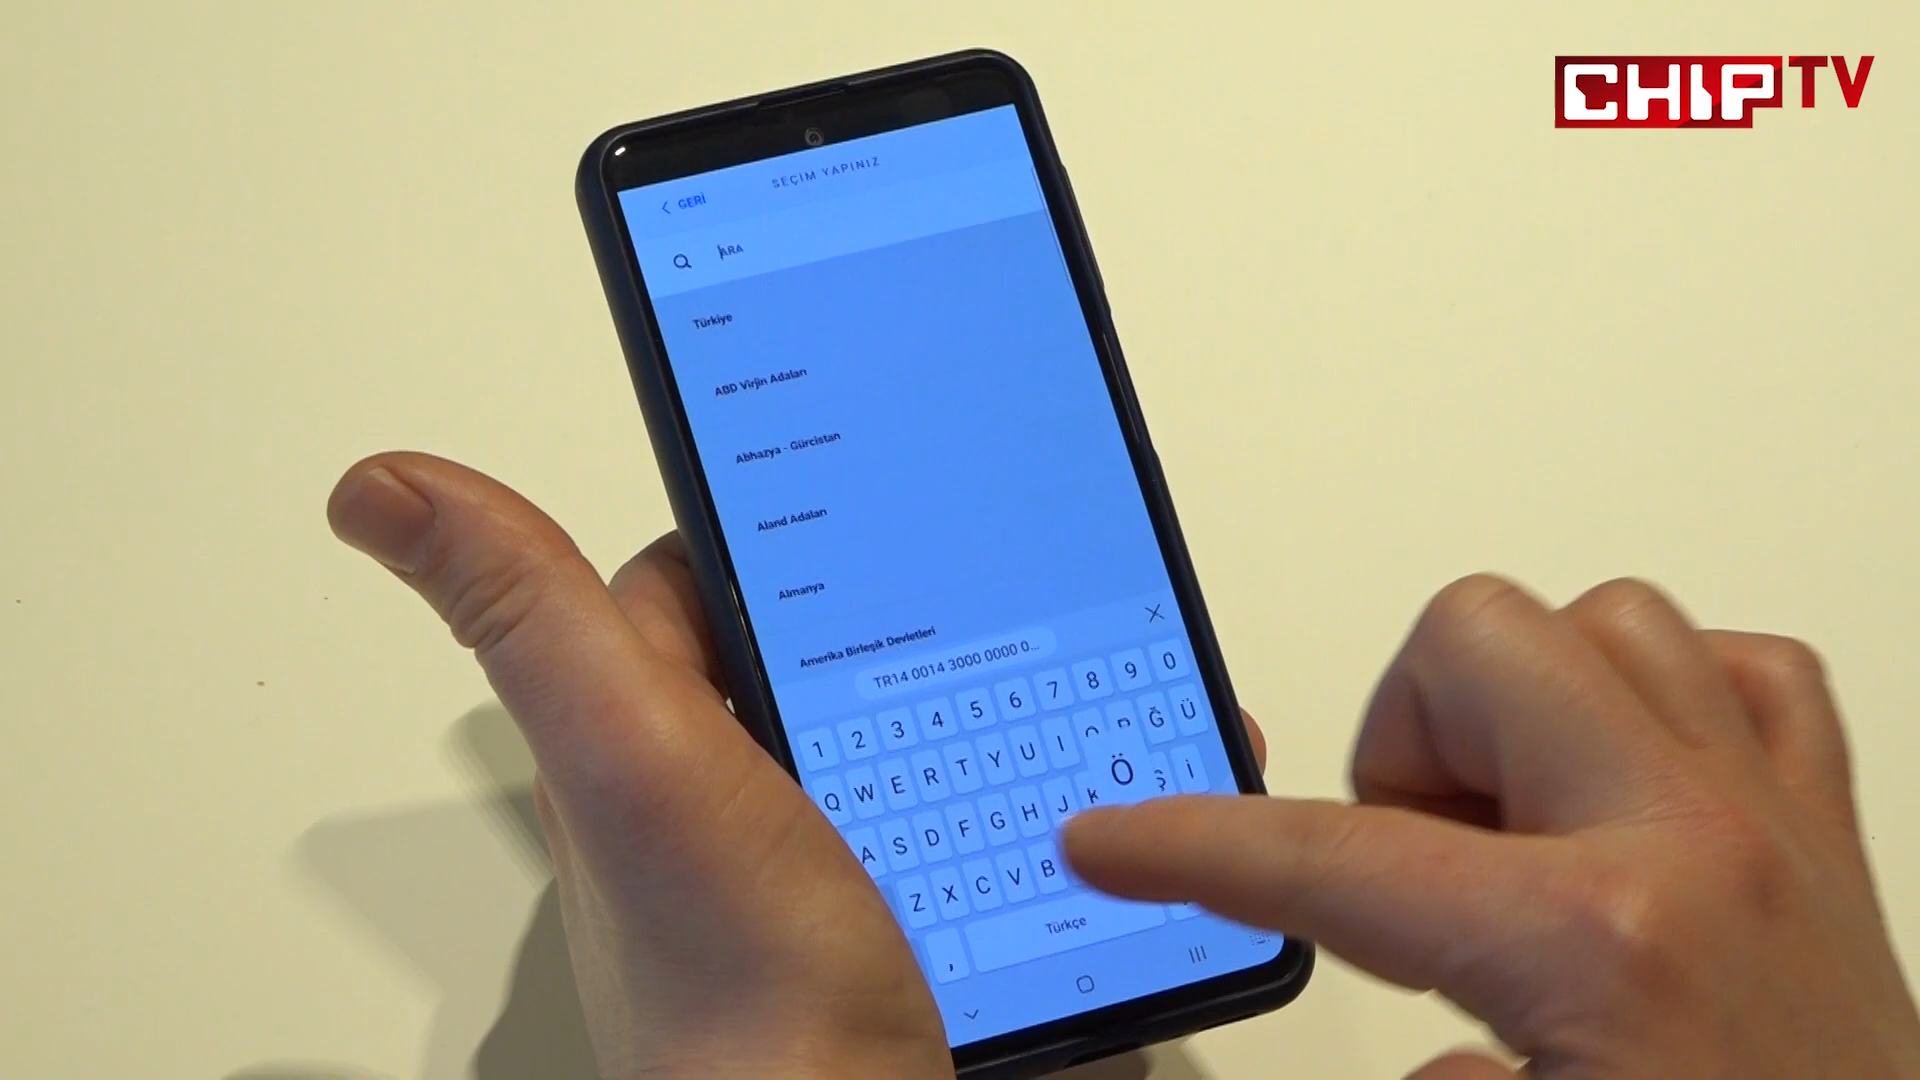 CHIP TV
SEÇİM YAPINIZ
GERİ
ARA
Türkiye
ABD Virjin Adaları
Abhazya - Gürcistan
Aland Adaları
Almanya
Amerika Birleşik Devletleri
TR14 0014 3000 0000 0...
1 2 3 4 5 6 7 8 9 0
Q W E R T Y U I O P Ğ Ü
A S D F G H J K Ö Ş İ
Z X C V B
, Türkçe